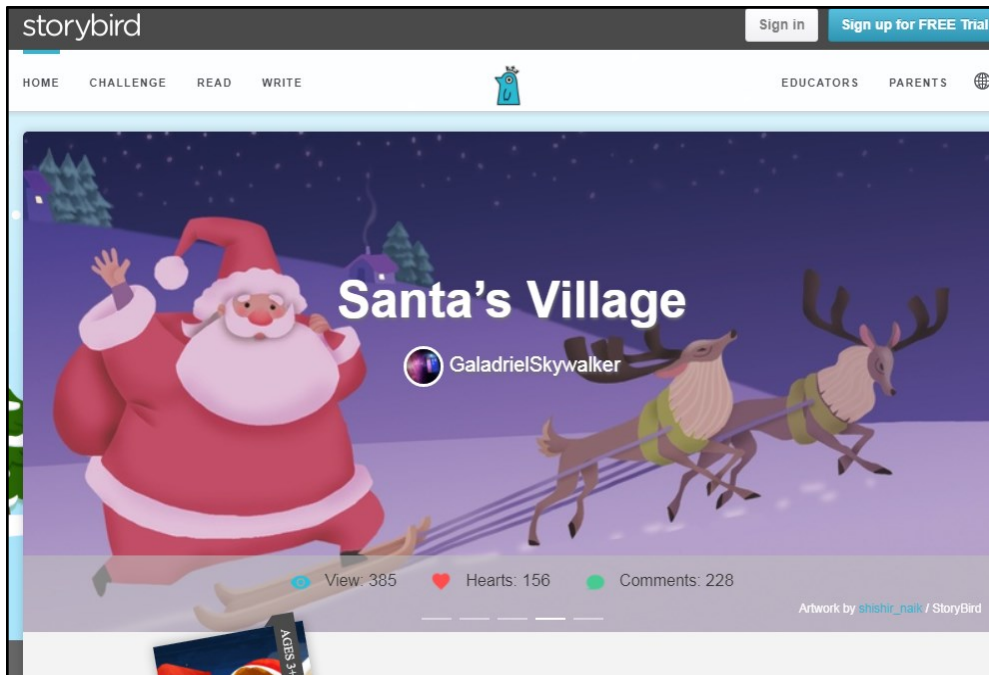 storybird
Sign in
Sign up for FREE Trial
HOME CHALLENGE READ WRITE EDUCATORS PARENTS
Santa’s Village
GaladrielSkywalker
View: 385 Hearts: 156 Comments: 228
Artwork by shishir_naik / StoryBird
AGES 3+